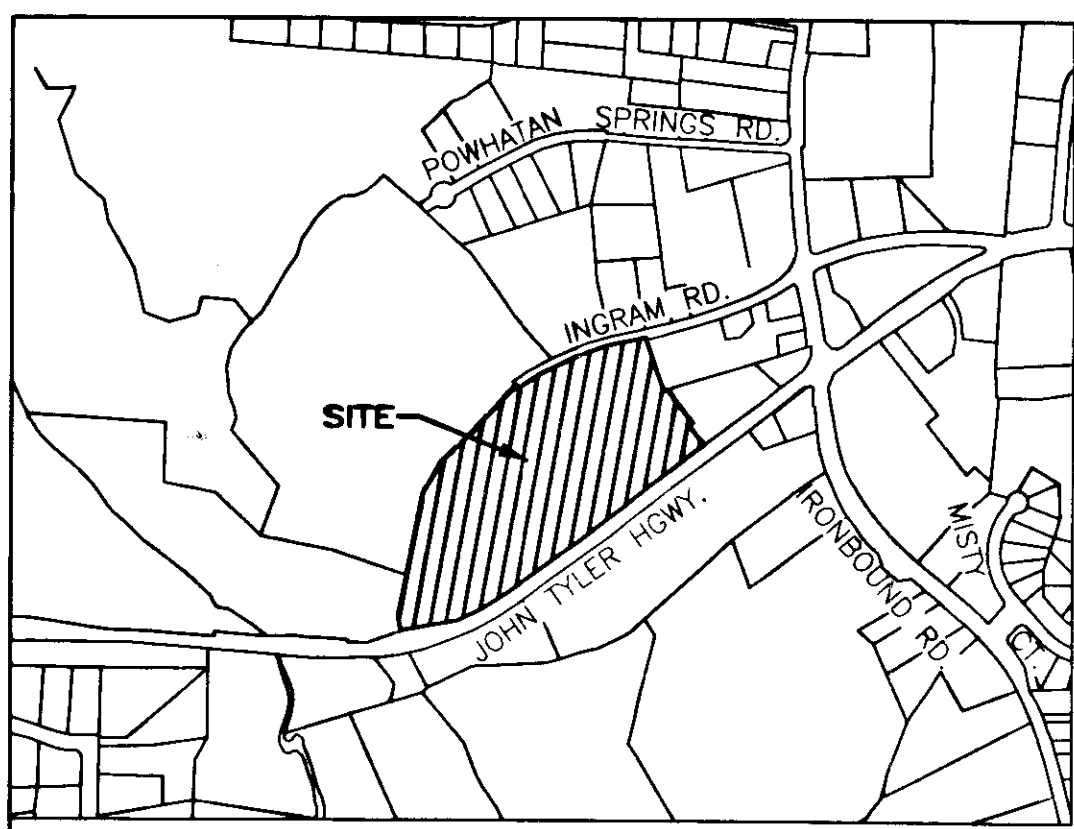 POWHATAN SPRINGS RD.
INGRAM RD.
SITE
JOHN TYLER HGWY.
IRONBOUND RD.
MISTY CT.